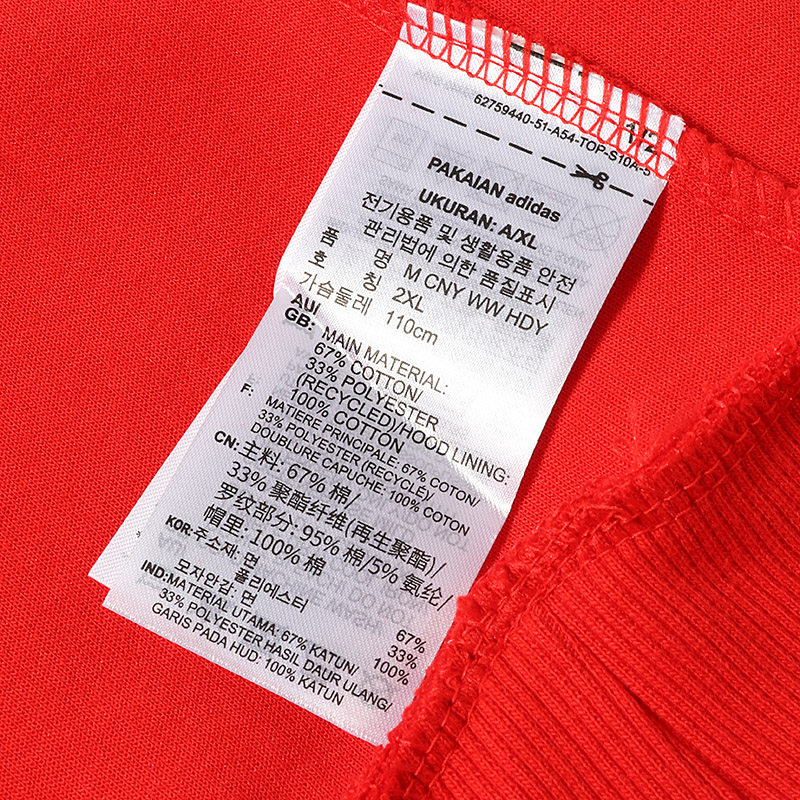 62759440-51-A54-TOP-S10A-5
PAKAIAN adidas
UKURAN: A/XL
전기용품 및 생활용품 안전
관리법에 의한 품질표시
품 명 M CNY WW HDY
호 칭 2XL
가슴둘레 110cm
AU/
GB: MAIN MATERIAL:
67% COTTON/
33% POLYESTER
(RECYCLED)/HOOD LINING:
100% COTTON
F: MATIERE PRINCIPALE: 67% COTON/
33% POLYESTER (RECYCLE)/
DOUBLURE CAPUCHE: 100% COTON
CN: 主料: 67% 棉/
33% 聚酯纤维(再生聚酯)/
罗纹部分: 95% 棉/5% 氨纶/
帽里: 100% 棉
KOR: 주소재: 면 67%
폴리에스터 33%
모자안감: 면 100%
IND: MATERIAL UTAMA: 67% KATUN/
33% POLYESTER HASIL DAUR ULANG/
GARIS PADA HUD: 100% KATUN